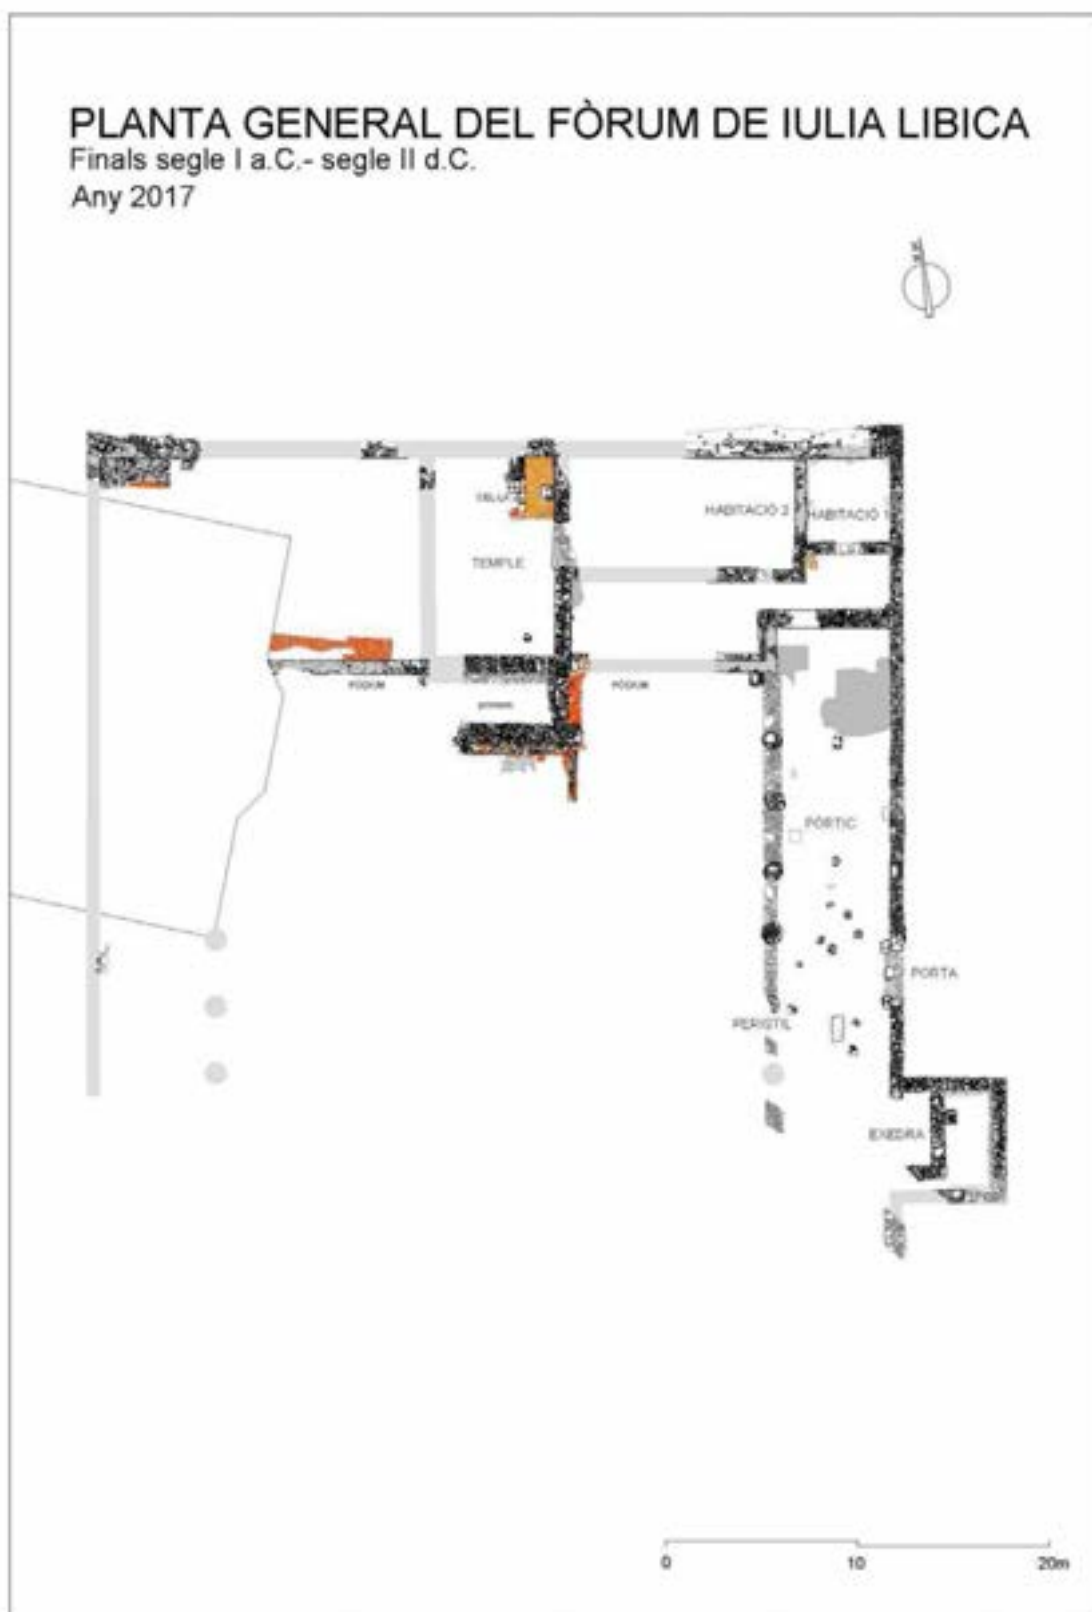 PLANTA GENERAL DEL FÒRUM DE IULIA LIBICA
Finals segle I a.C.- segle II d.C.
Any 2017
HABITACIÓ 2
HABITACIÓ 1
TEMPLE
PÒDIUM
PÒDIUM
PÒRTIC
PORTA
PERISTIL
EXEDRA
0 10 20m